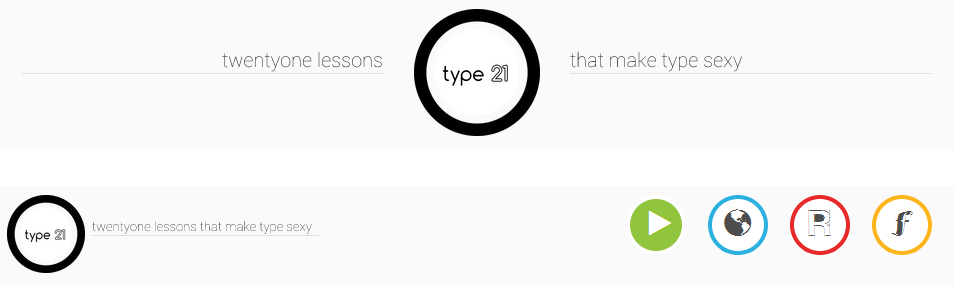 twentyone lessons
type 21
that make type sexy
type 21
twentyone lessons that make type sexy
R
f